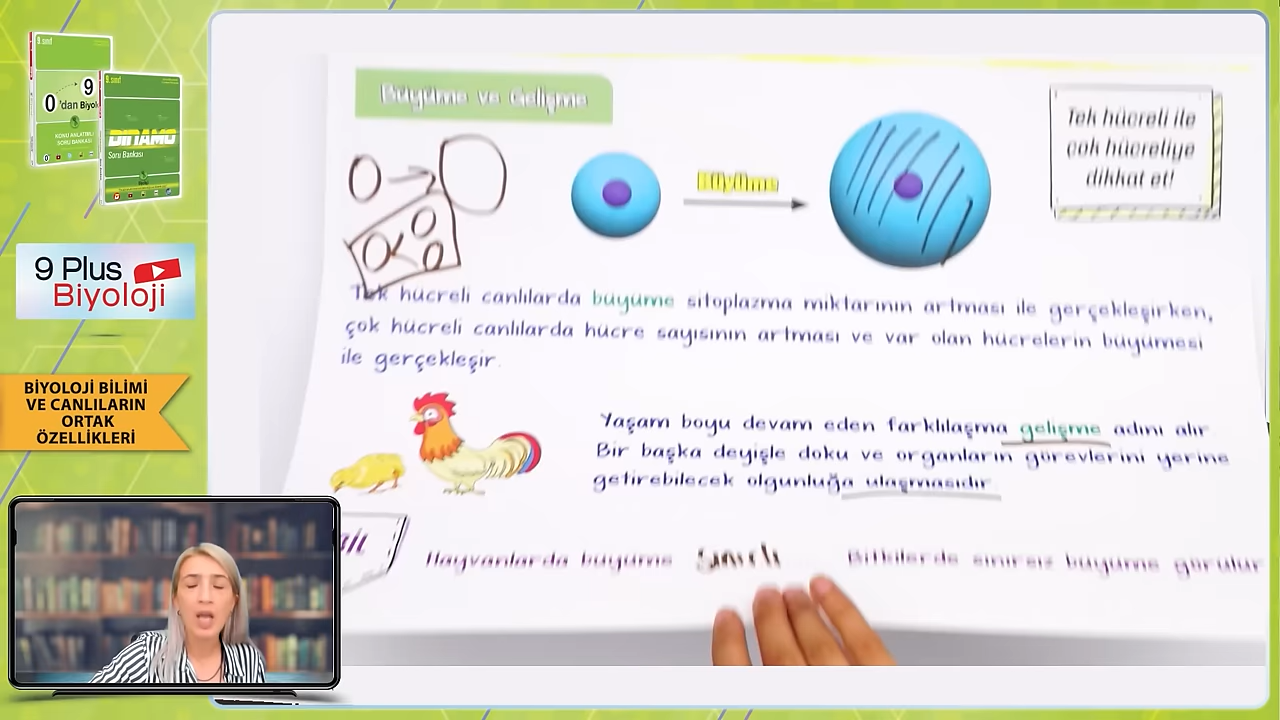 9. sınıf
0'dan 9
Biyol
KONU ANLATIMLI
SORU BANKASI
9. sınıf
DINAMO
Soru Bankası
9 Plus
Biyoloji
BİYOLOJİ BİLİMİ
VE CANLILARIN
ORTAK
ÖZELLİKLERİ
Büyüme ve Gelişme
Büyüme
Tek hücreli ile
çok hücreliye
dikkat et!
Tek hücreli canlılarda büyüme sitoplazma miktarının artması ile gerçekleşirken,
çok hücreli canlılarda hücre sayısının artması ve var olan hücrelerin büyümesi
ile gerçekleşir.
Yaşam boyu devam eden farklılaşma gelişme adını alır
Bir başka deyişle doku ve organların görevlerini yerine
getirebilecek olgunluğa ulaşmasıdır.
Hayvanlarda büyüme sınırlı Bitkilerde sınırsız büyüme görülür